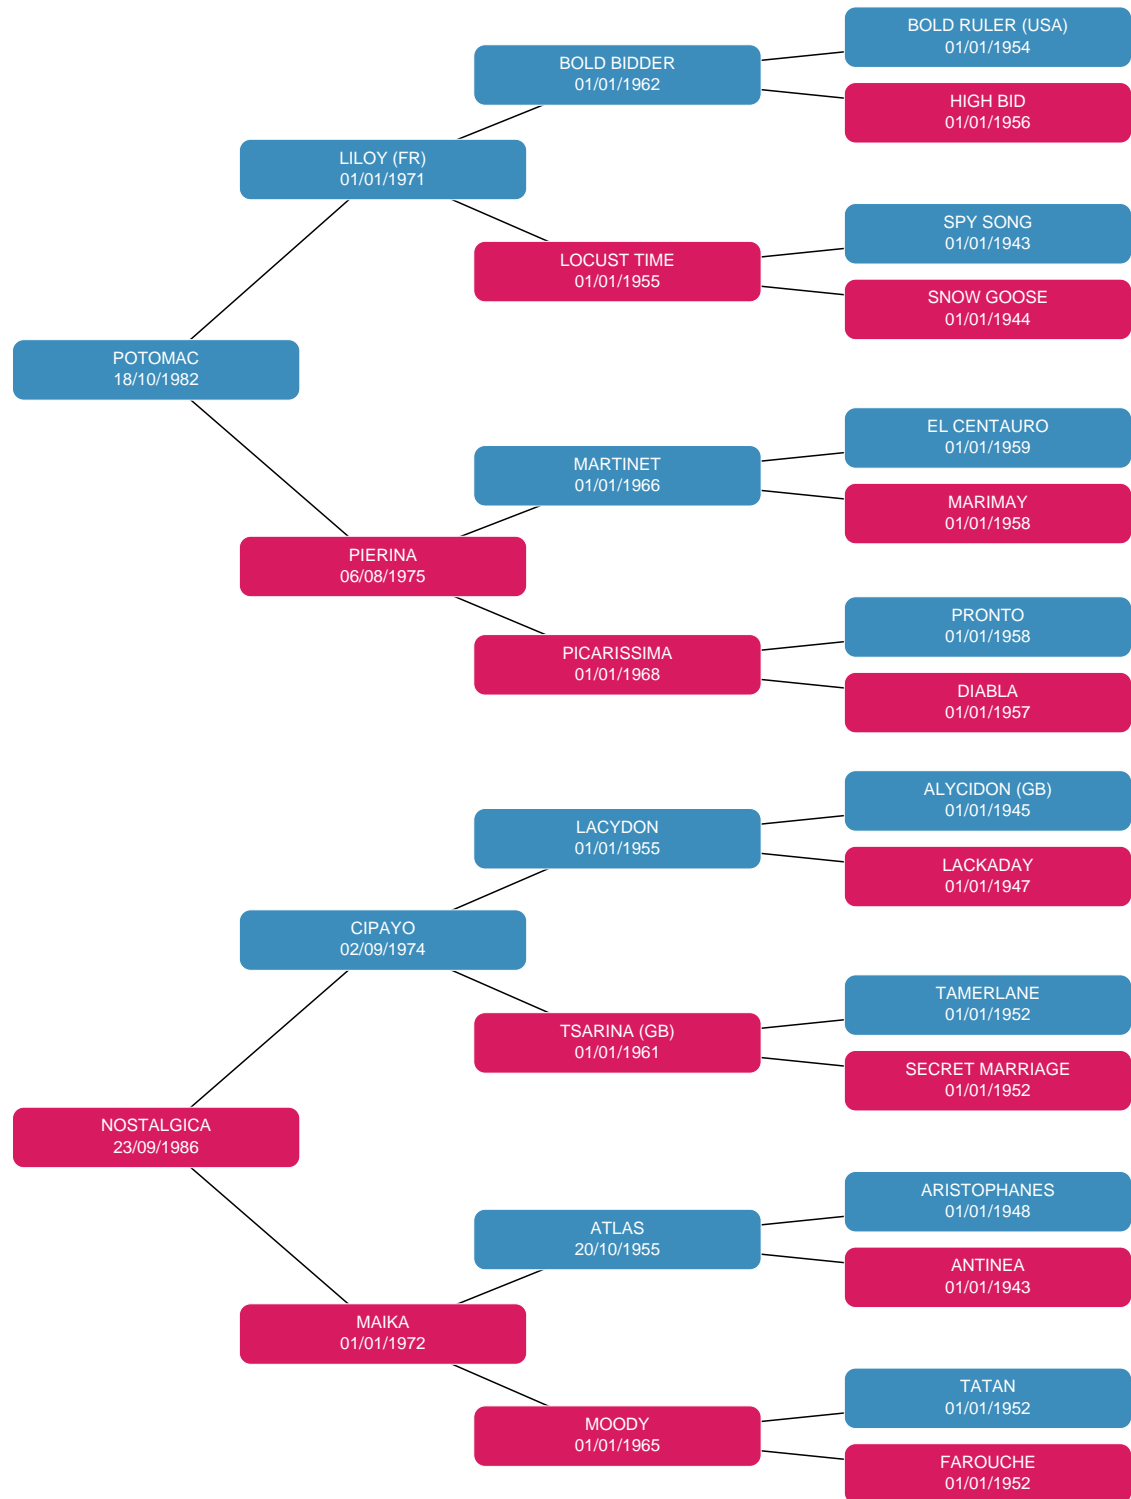 BOLD RULER (USA)
01/01/1954
BOLD BIDDER
01/01/1962
HIGH BID
01/01/1956
LILOY (FR)
01/01/1971
SPY SONG
01/01/1943
LOCUST TIME
01/01/1955
SNOW GOOSE
01/01/1944
POTOMAC
18/10/1982
EL CENTAURO
01/01/1959
MARTINET
01/01/1966
MARIMAY
01/01/1958
PIERINA
06/08/1975
PRONTO
01/01/1958
PICARISSIMA
01/01/1968
DIABLA
01/01/1957
ALYCIDON (GB)
01/01/1945
LACYDON
01/01/1955
LACKADAY
01/01/1947
CIPAYO
02/09/1974
TAMERLANE
01/01/1952
TSARINA (GB)
01/01/1961
SECRET MARRIAGE
01/01/1952
NOSTALGICA
23/09/1986
ARISTOPHANES
01/01/1948
ATLAS
20/10/1955
ANTINEA
01/01/1943
MAIKA
01/01/1972
TATAN
01/01/1952
MOODY
01/01/1965
FAROUCHE
01/01/1952